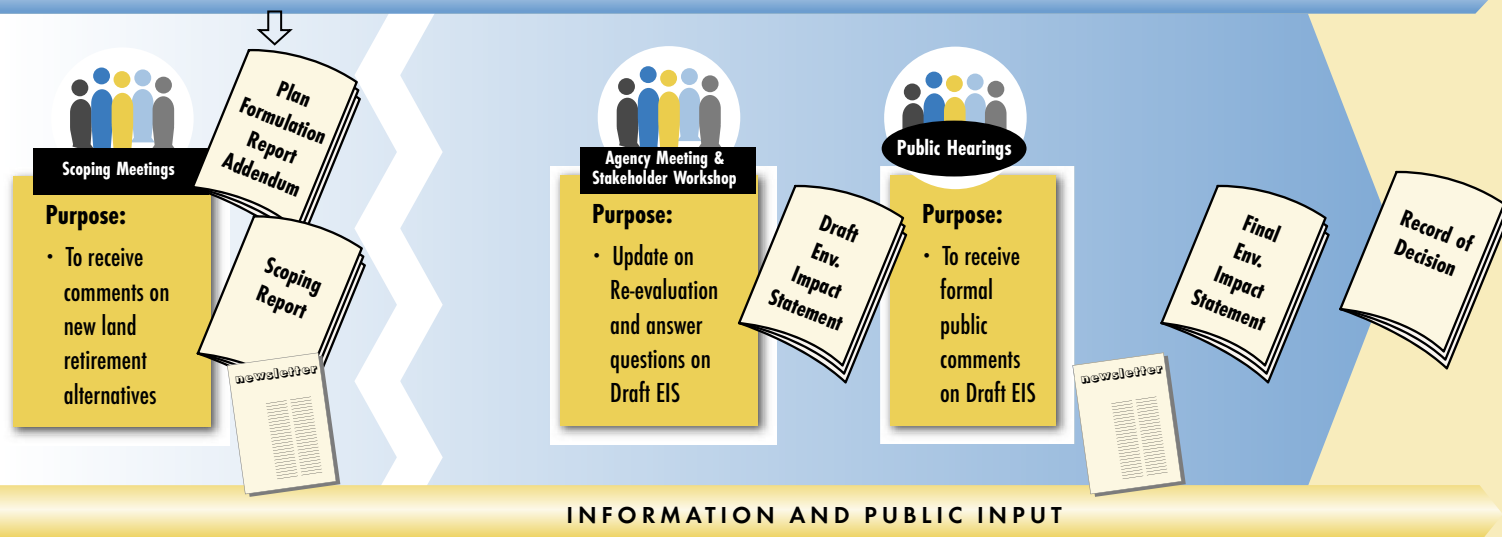 Scoping Meetings
Purpose:
· To receive
comments on
new land
retirement
alternatives
Plan
Formulation
Report
Addendum
Scoping
Report
newsletter
Agency Meeting &
Stakeholder Workshop
Purpose:
· Update on
Re-evaluation
and answer
questions on
Draft EIS
Draft
Env.
Impact
Statement
Public Hearings
Purpose:
· To receive
formal
public
comments
on Draft EIS
newsletter
Final
Env.
Impact
Statement
Record of
Decision
INFORMATION AND PUBLIC INPUT